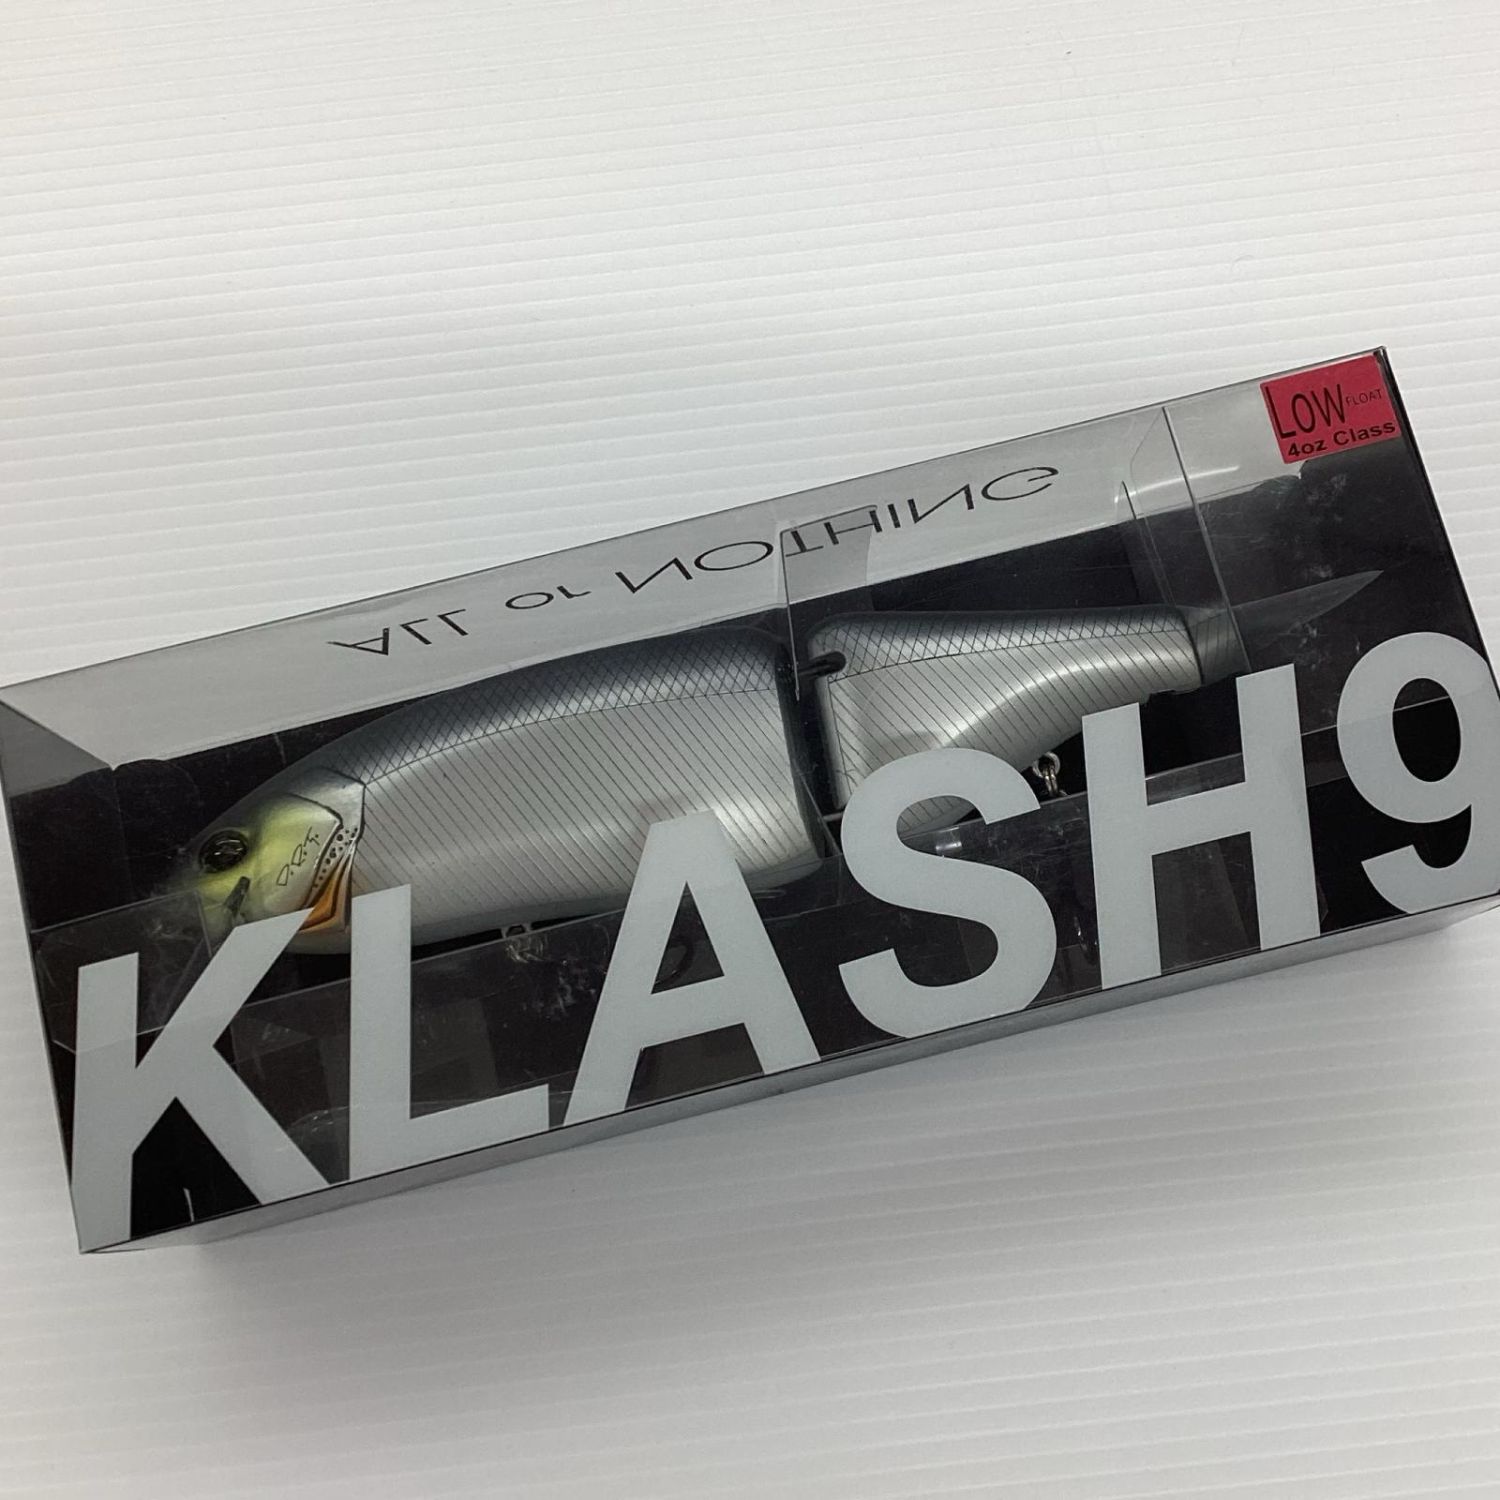 LOW FLOAT
4oz Class
ALL or NOTHING
D.R.T.
KLASH9